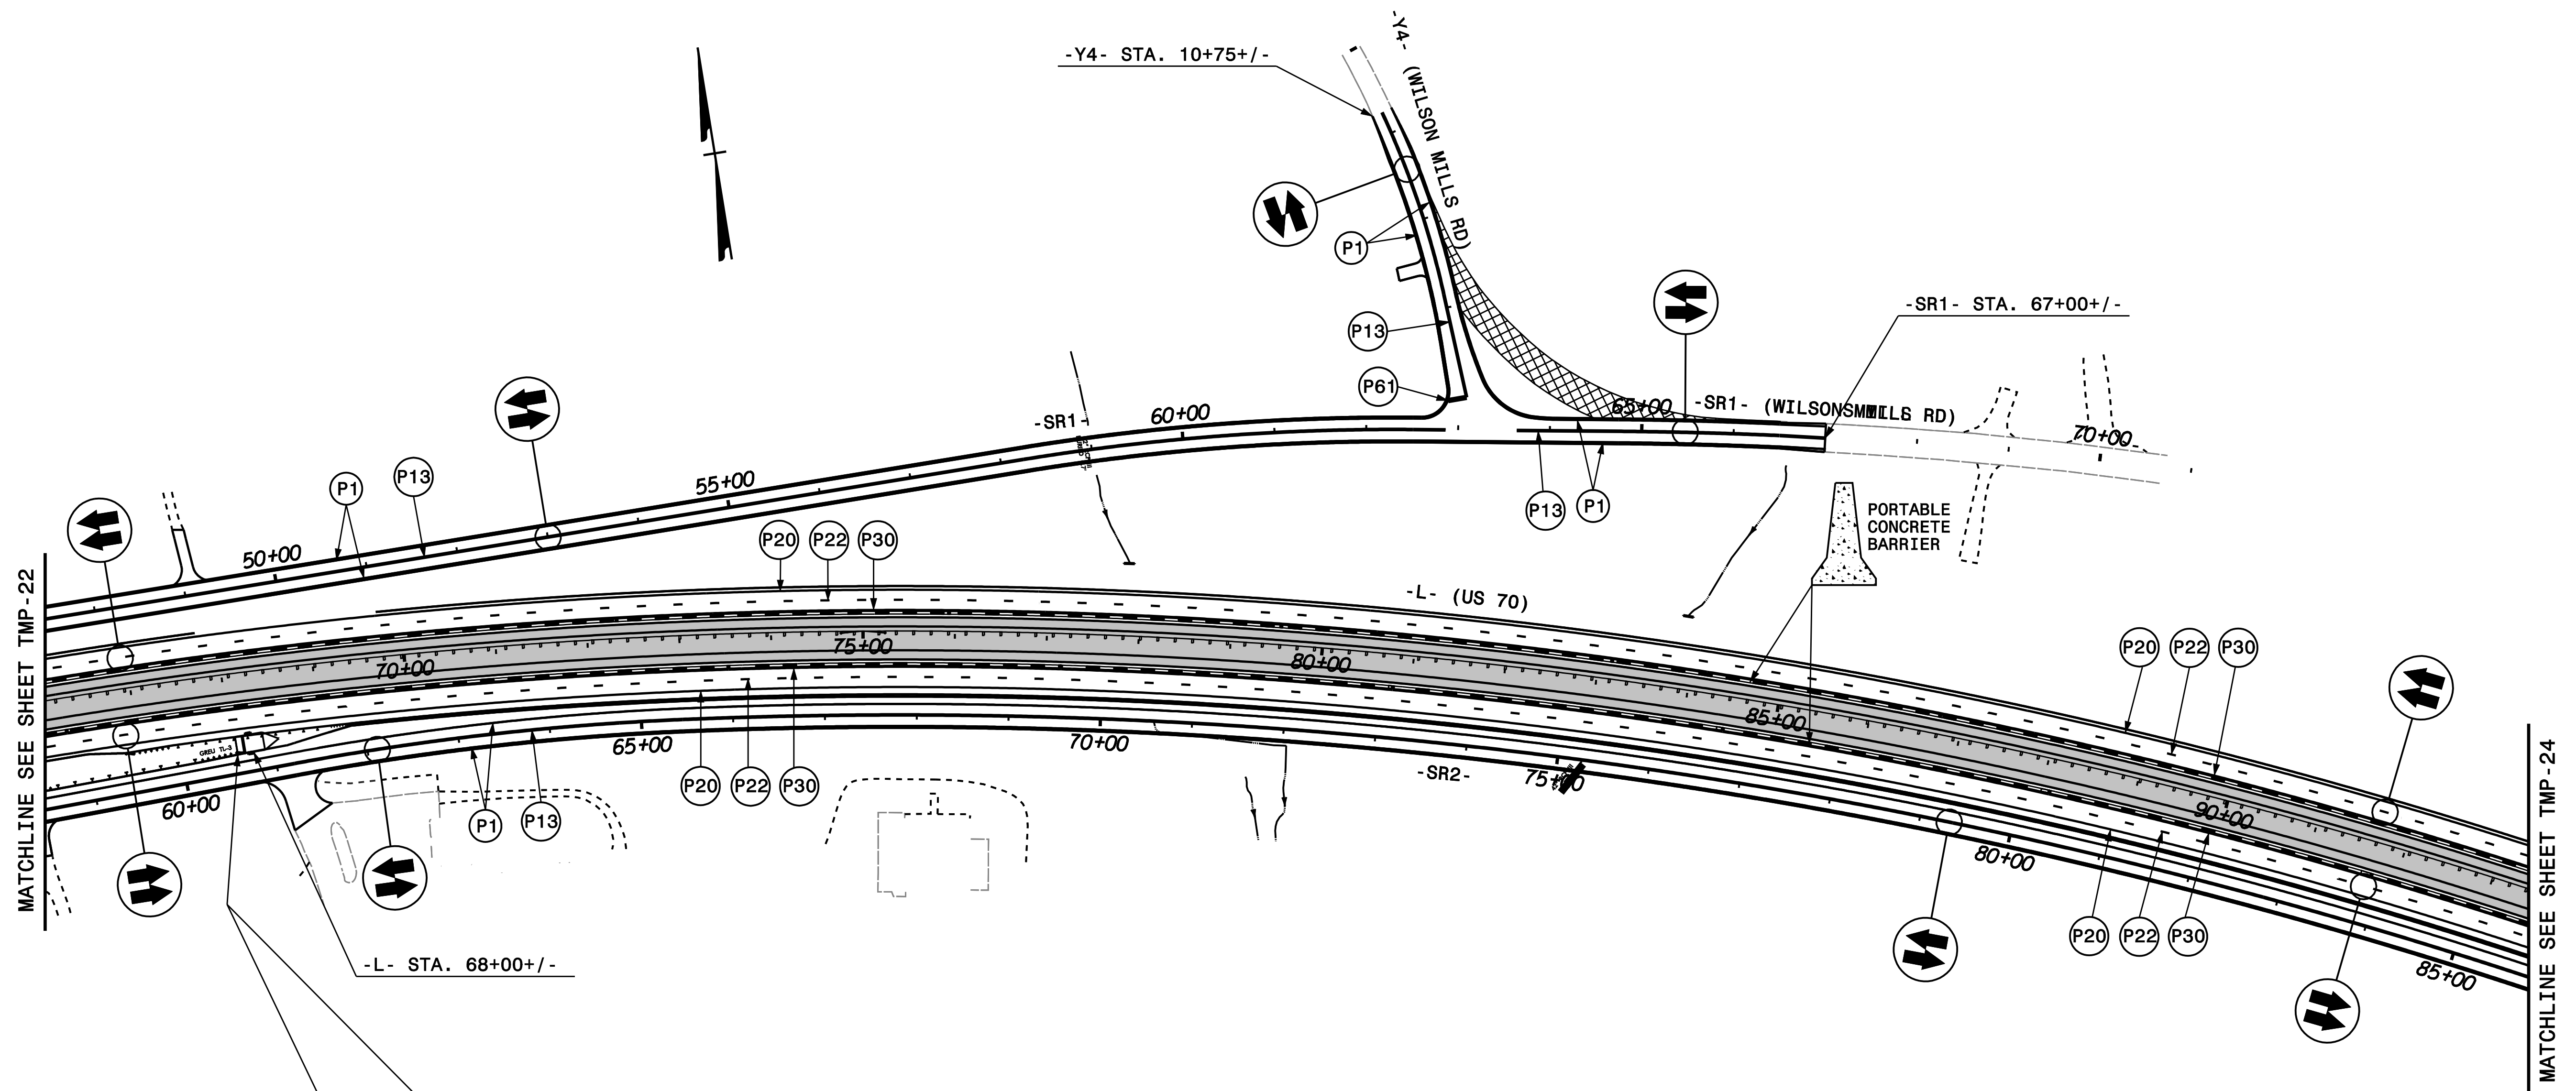 -Y4- STA. 10+75+/-
-Y4- (WILSON MILLS RD)
P1
P13
P61
-SR1- STA. 67+00+/-
-SR1-
60+00
65+00
-SR1- (WILSONS
RD)
70+00
P1
P13
50+00
55+00
P13
P1
PORTABLE
CONCRETE
BARRIER
P20
P22
P30
-L- (US 70)
P20
P22
P30
MATCHLINE SEE SHEET TMP-22
70+00
75+00
80+00
85+00
90+00
GREU TL-3
60+00
65+00
70+00
-SR2-
75+00
80+00
85+00
P1
P13
P20
P22
P30
P20
P22
P30
-L- STA. 68+00+/-
MATCHLINE SEE SHEET TMP-24